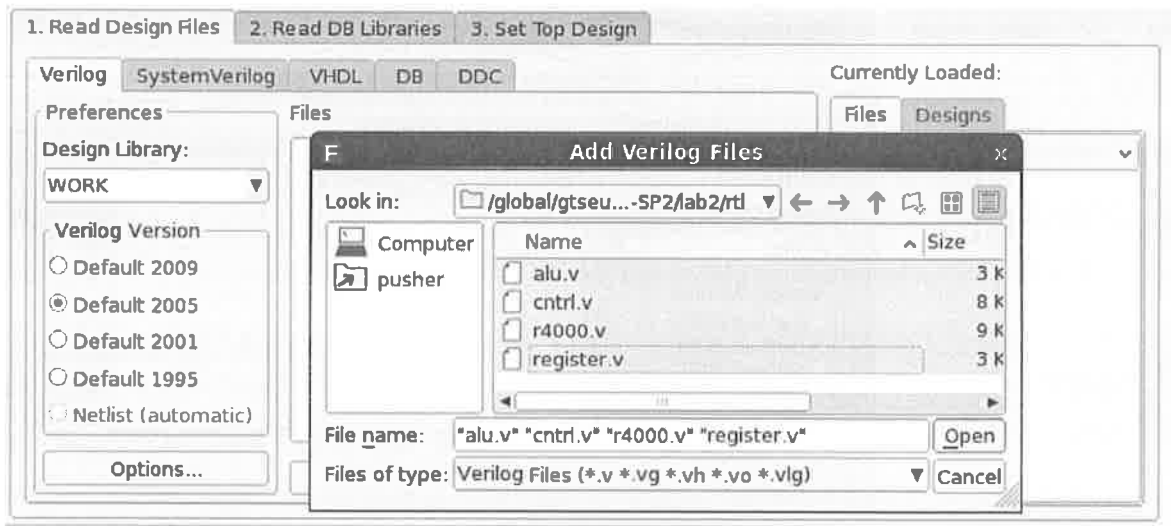 1. Read Design Files 2. Read DB Libraries 3. Set Top Design
Verilog SystemVerilog VHDL DB DDC
Currently Loaded:
Files Designs
Preferences
Design Library:
WORK
Verilog Version
Default 2009
Default 2005
Default 2001
Default 1995
Netlist (automatic)
Options...
Files
F Add Verilog Files x
Look in: /global/gtseu...-SP2/lab2/rtl
Computer
pusher
Name Size
alu.v 3 K
cntrl.v 8 K
r4000.v 9 K
register.v 3 K
File name: "alu.v" "cntrl.v" "r4000.v" "register.v" Open
Files of type: Verilog Files (*.v *.vg *.vh *.vo *.vlg) Cancel